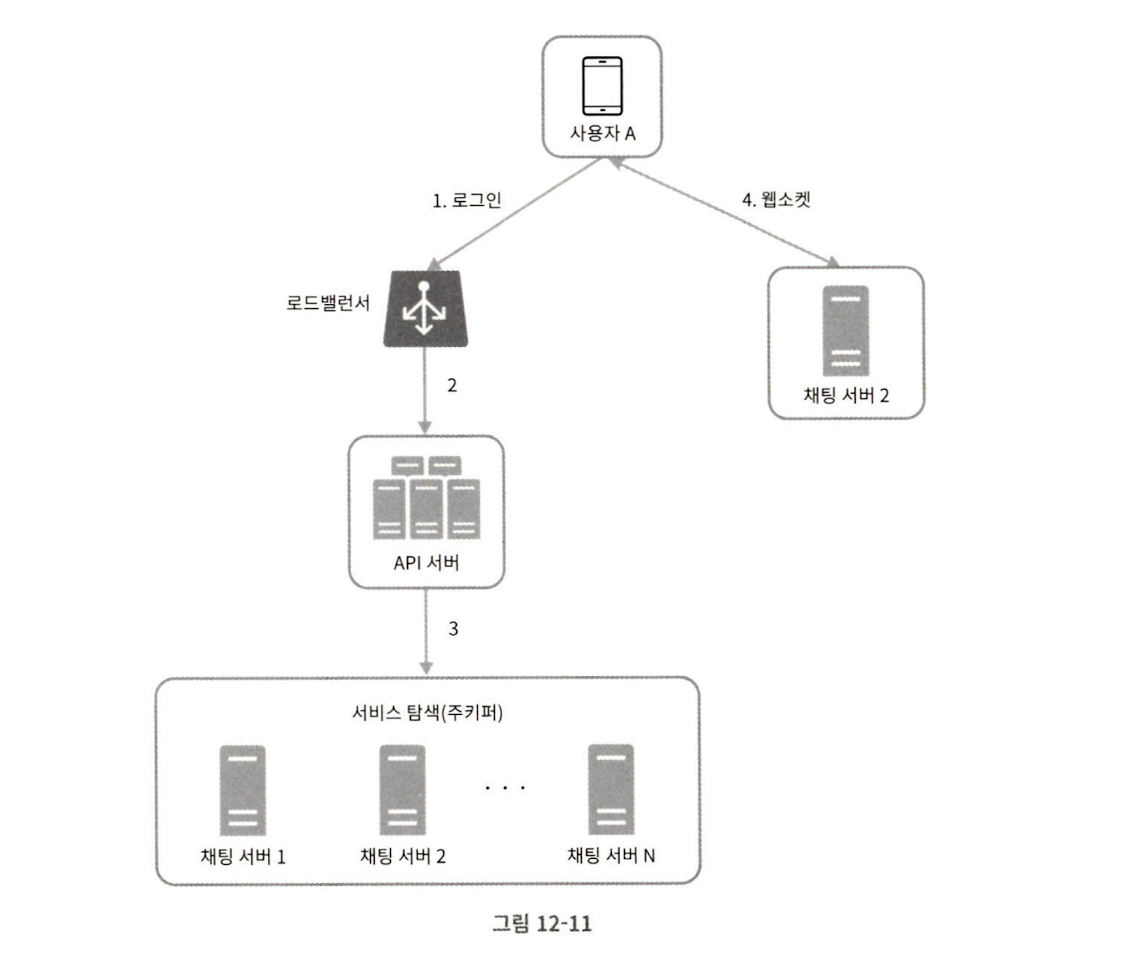 사용자 A
1. 로그인
4. 웹소켓
로드밸런서
채팅 서버 2
2
API 서버
3
서비스 탐색(주키퍼)
. . .
채팅 서버 1
채팅 서버 2
채팅 서버 N
그림 12-11